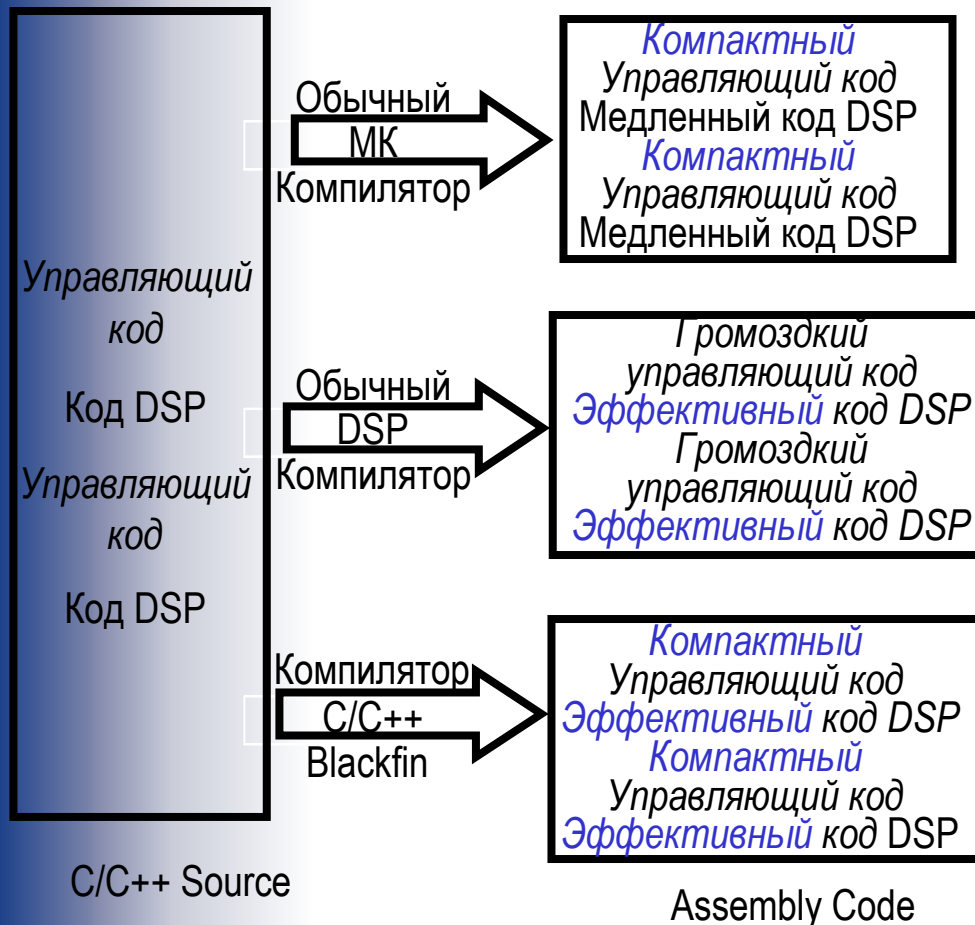 Управляющий
код
Код DSP
Управляющий
код
Код DSP
C/C++ Source
Обычный
МК
Компилятор
Компактный
Управляющий код
Медленный код DSP
Компактный
Управляющий код
Медленный код DSP
Обычный
DSP
Компилятор
Громоздкий
управляющий код
Эффективный код DSP
Громоздкий
управляющий код
Эффективный код DSP
Компилятор
C/C++
Blackfin
Компактный
Управляющий код
Эффективный код DSP
Компактный
Управляющий код
Эффективный код DSP
Assembly Code